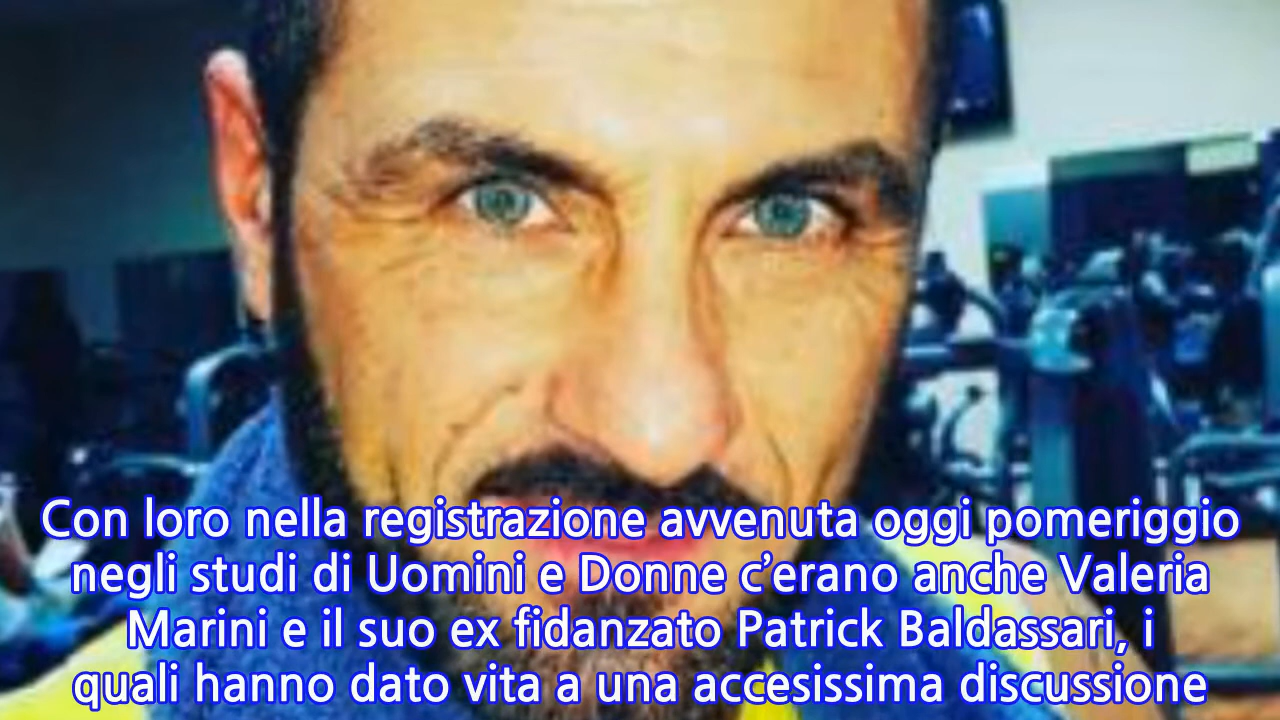 Con loro nella registrazione avvenuta oggi pomeriggio
negli studi di Uomini e Donne c’erano anche Valeria
Marini e il suo ex fidanzato Patrick Baldassari, i
quali hanno dato vita a una accesissima discussione